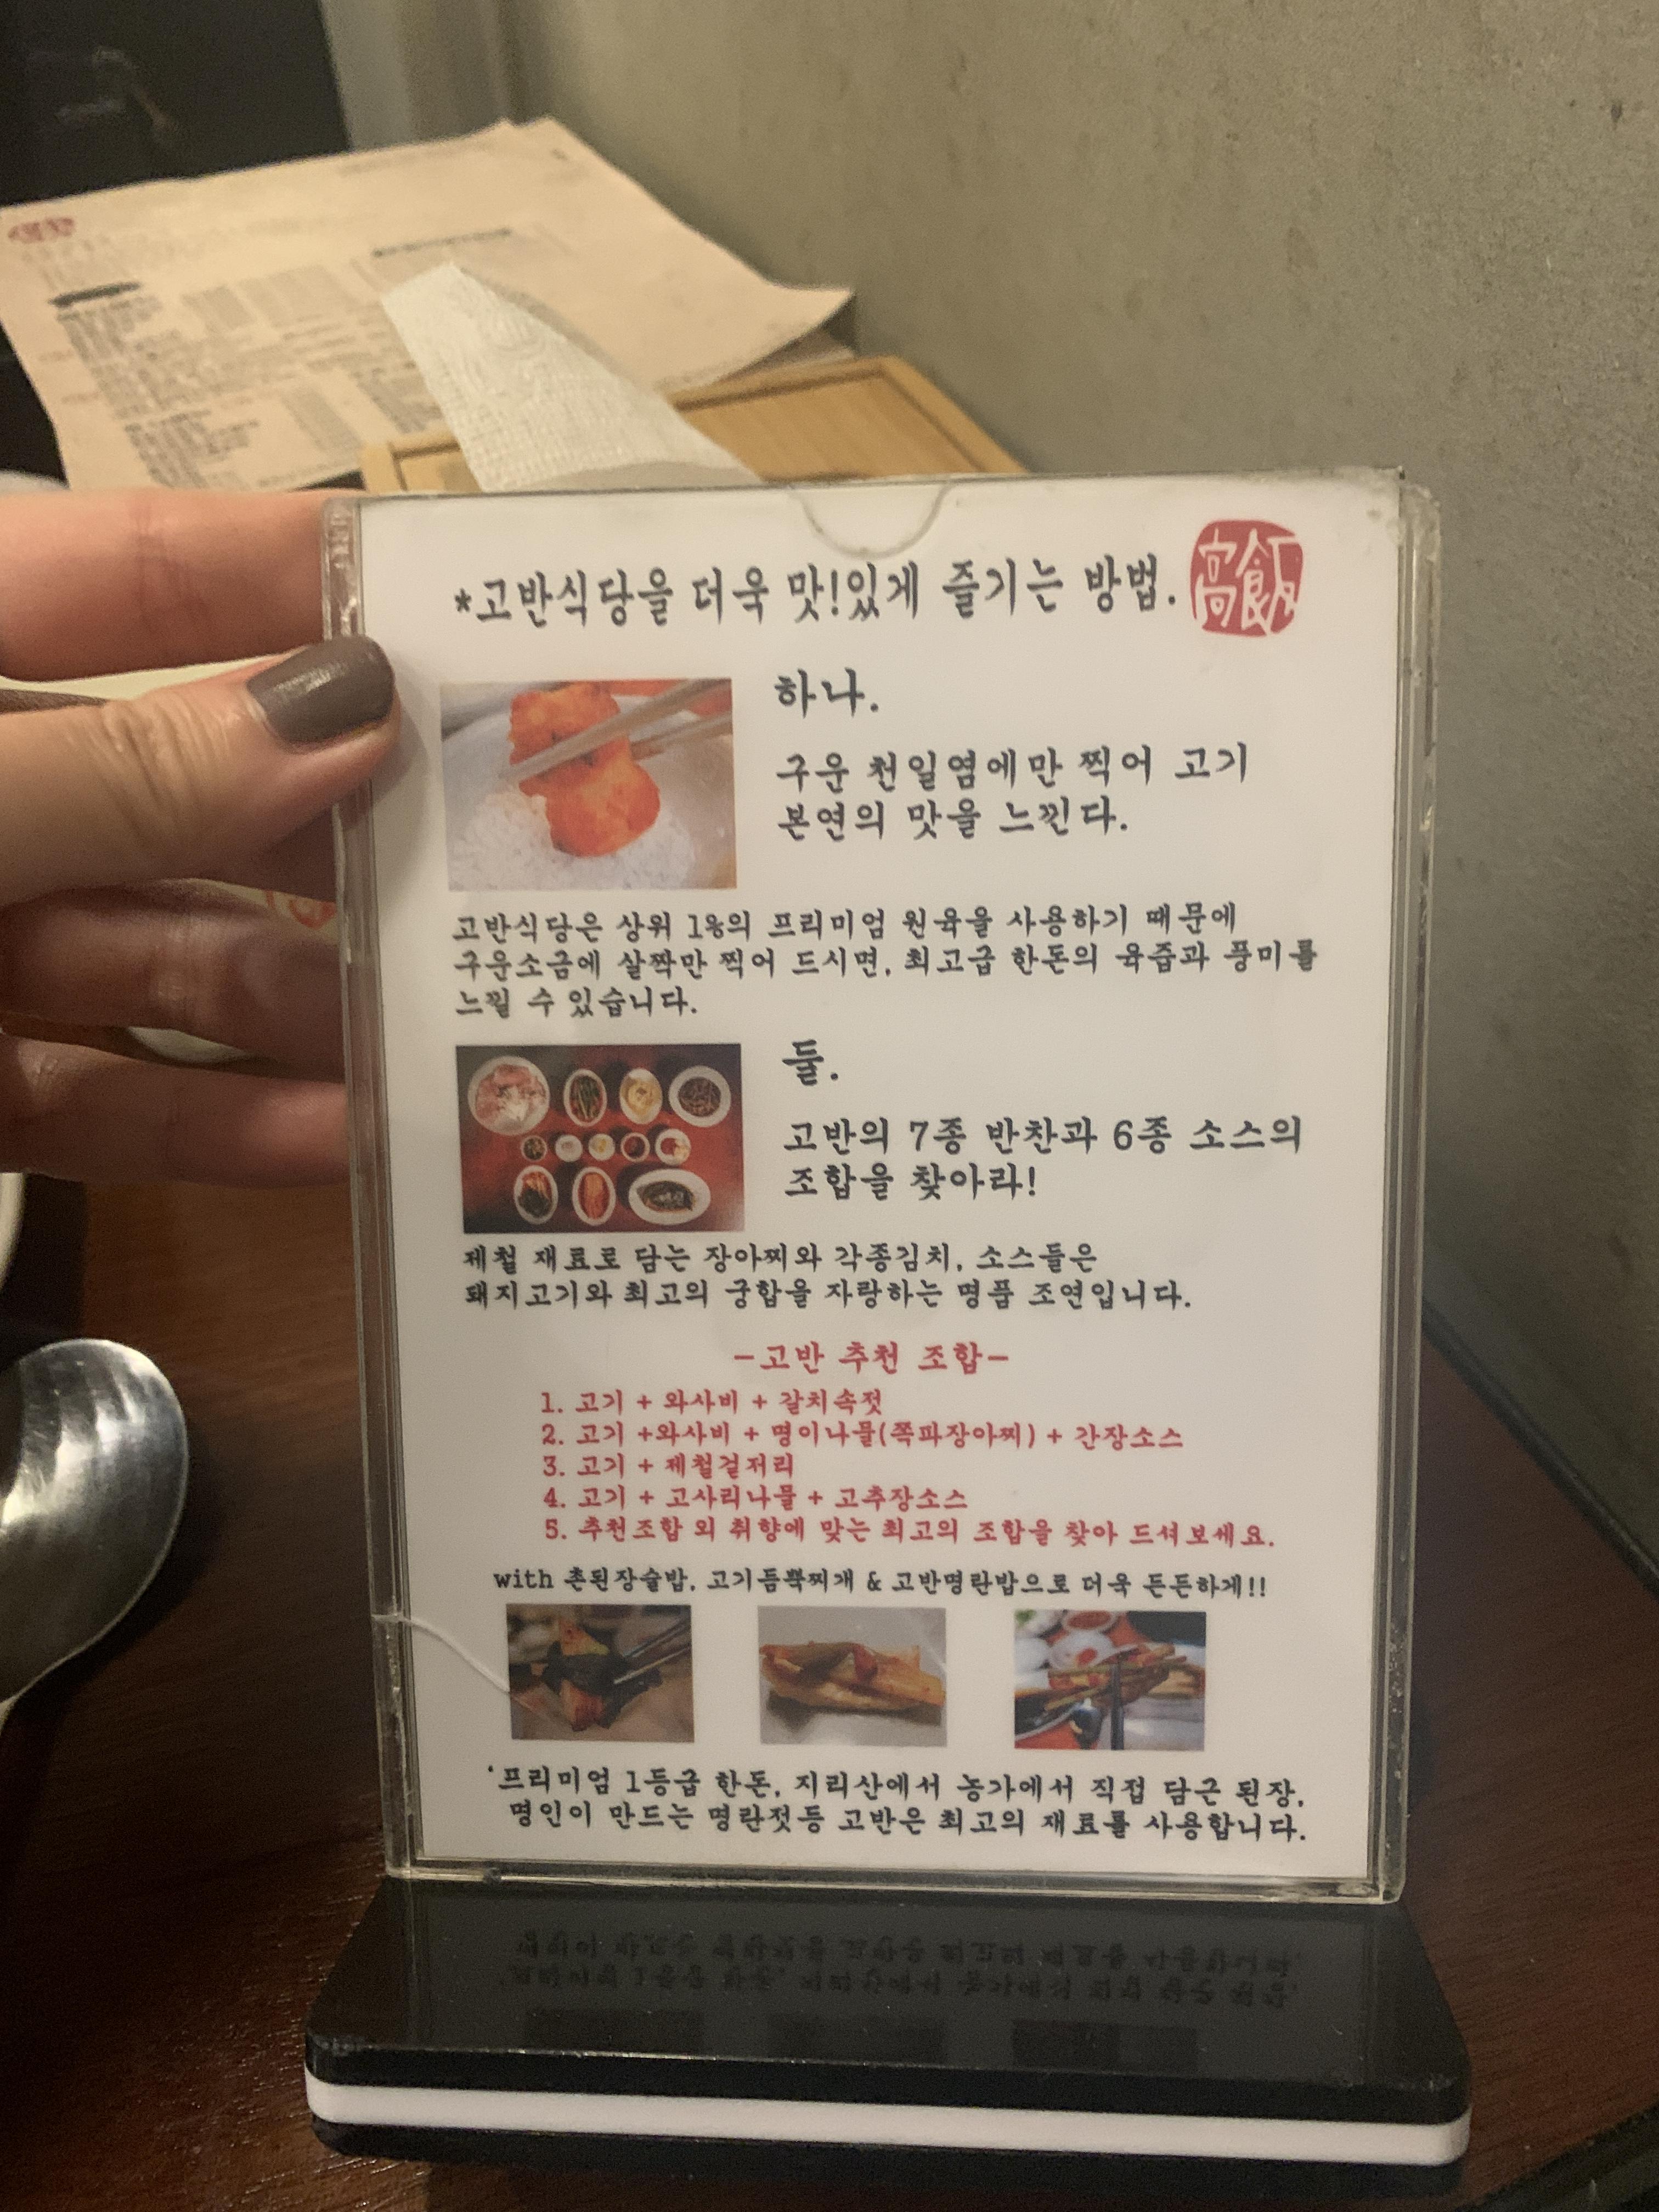 *고반식당을 더욱 맛!있게 즐기는 방법.
高飯
하나.
구운 천일염에만 찍어 고기
본연의 맛을 느낀다.
고반식당은 상위 1%의 프리미엄 원육을 사용하기 때문에
구운소금에 살짝만 찍어 드시면, 최고급 한돈의 육즙과 풍미를
느낄 수 있습니다.
둘.
고반의 7종 반찬과 6종 소스의
조합을 찾아라!
제철 재료로 담는 장아찌와 각종김치, 소스들은
돼지고기와 최고의 궁합을 자랑하는 명품 조연입니다.
-고반 추천 조합-
1. 고기 + 와사비 + 갈치속젓
2. 고기 +와사비 + 명이나물(쪽파장아찌) + 간장소스
3. 고기 + 제철겉저리
4. 고기 + 고사리나물 + 고추장소스
5. 추천조합 외 취향에 맞는 최고의 조합을 찾아 드셔보세요.
with 촌된장술밥, 고기듬뿍찌개 & 고반명란밥으로 더욱 든든하게!!
'프리미엄 1등급 한돈, 지리산에서 농가에서 직접 담근 된장,
명인이 만드는 명란젓등 고반은 최고의 재료를 사용합니다.